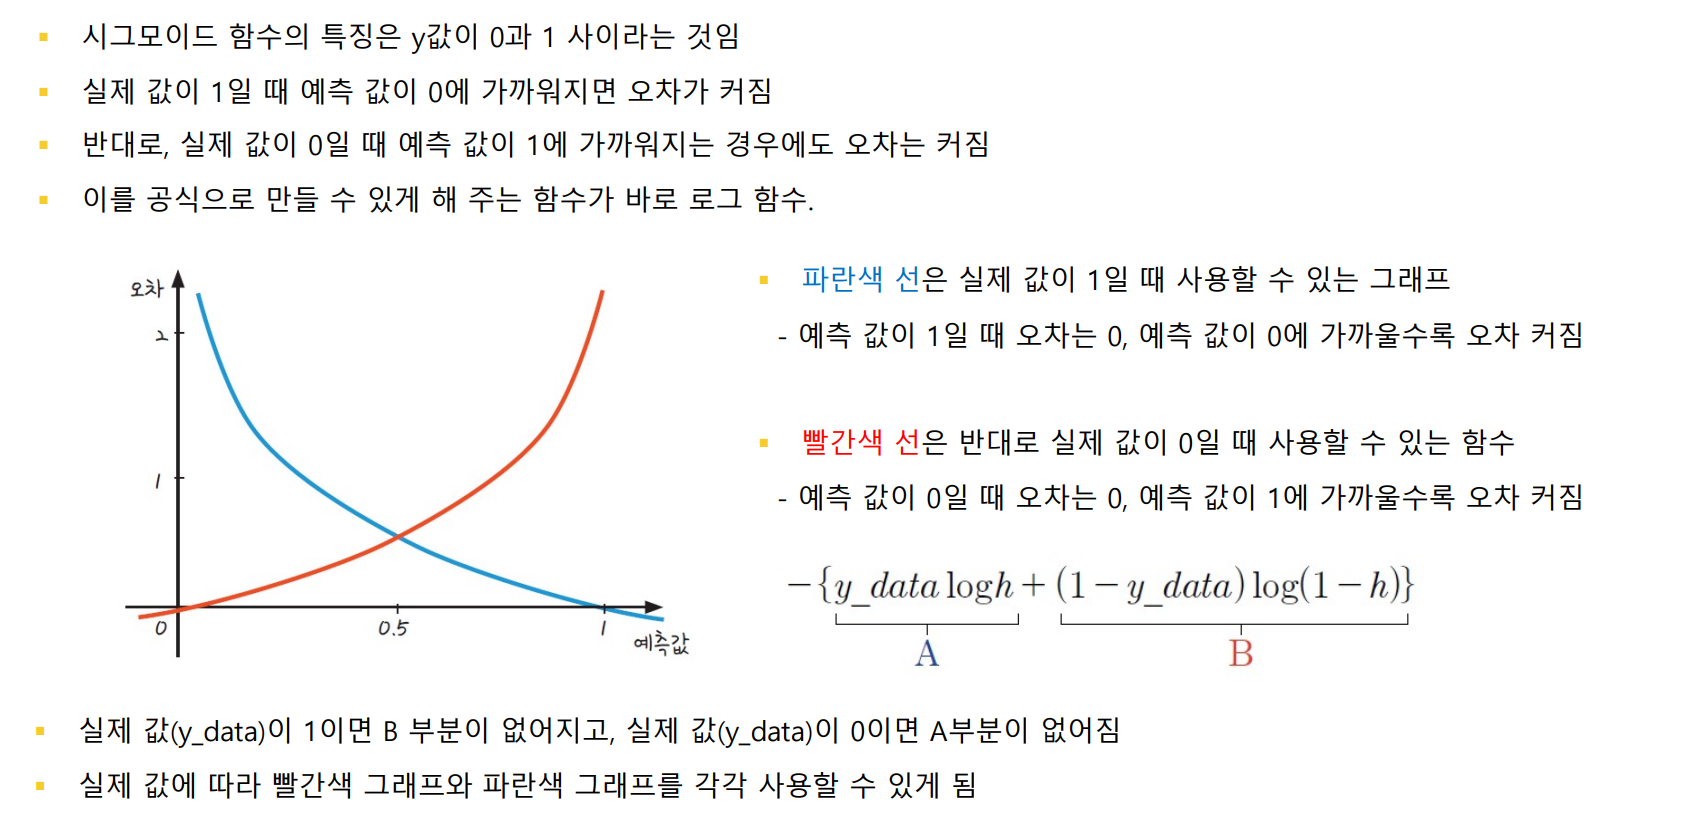 ▪ 시그모이드 함수의 특징은 y값이 0과 1 사이라는 것임
▪ 실제 값이 1일 때 예측 값이 0에 가까워지면 오차가 커짐
▪ 반대로, 실제 값이 0일 때 예측 값이 1에 가까워지는 경우에도 오차는 커짐
▪ 이를 공식으로 만들 수 있게 해 주는 함수가 바로 로그 함수.
오차
2
1
0
0.5
1
예측값
▪ 파란색 선은 실제 값이 1일 때 사용할 수 있는 그래프
- 예측 값이 1일 때 오차는 0, 예측 값이 0에 가까울수록 오차 커짐
▪ 빨간색 선은 반대로 실제 값이 0일 때 사용할 수 있는 함수
- 예측 값이 0일 때 오차는 0, 예측 값이 1에 가까울수록 오차 커짐
−{y_data logh + (1 − y_data) log(1 − h)}
A B
▪ 실제 값(y_data)이 1이면 B 부분이 없어지고, 실제 값(y_data)이 0이면 A부분이 없어짐
▪ 실제 값에 따라 빨간색 그래프와 파란색 그래프를 각각 사용할 수 있게 됨